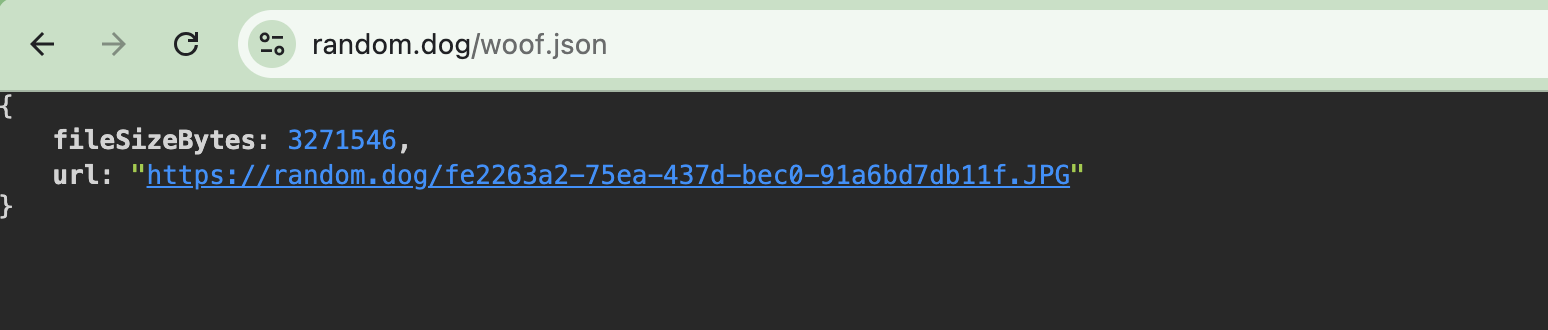 random.dog/woof.json
{
fileSizeBytes: 3271546,
url: "https://random.dog/fe2263a2-75ea-437d-bec0-91a6bd7db11f.JPG"
}